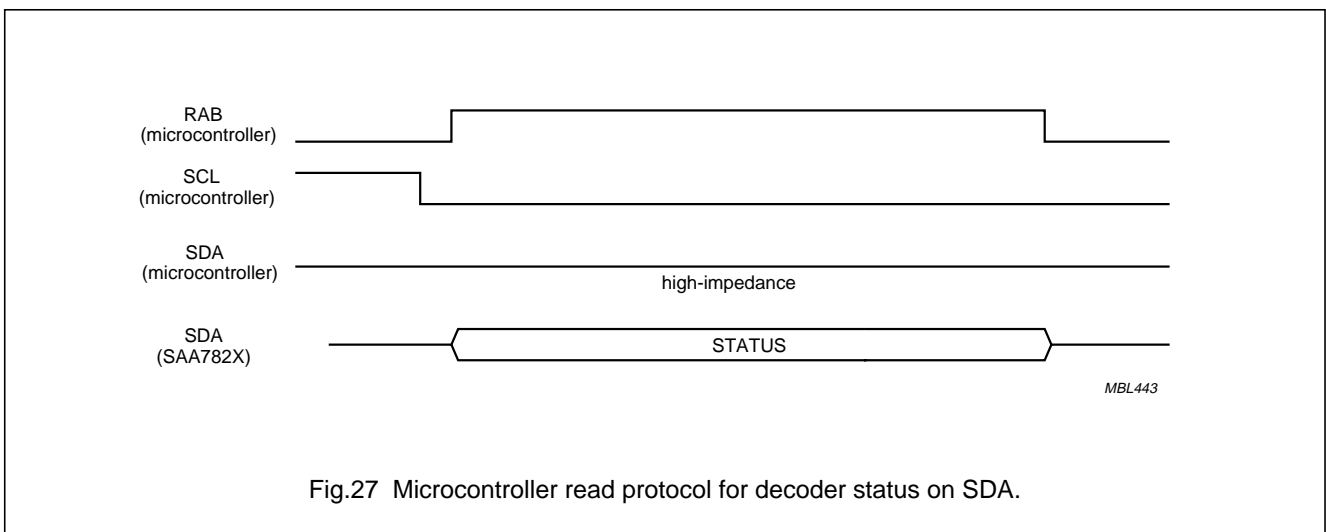 RAB
(microcontroller)
SCL
(microcontroller)
SDA
(microcontroller)
high-impedance
SDA
(SAA782X)
STATUS
MBL443
Fig.27 Microcontroller read protocol for decoder status on SDA.